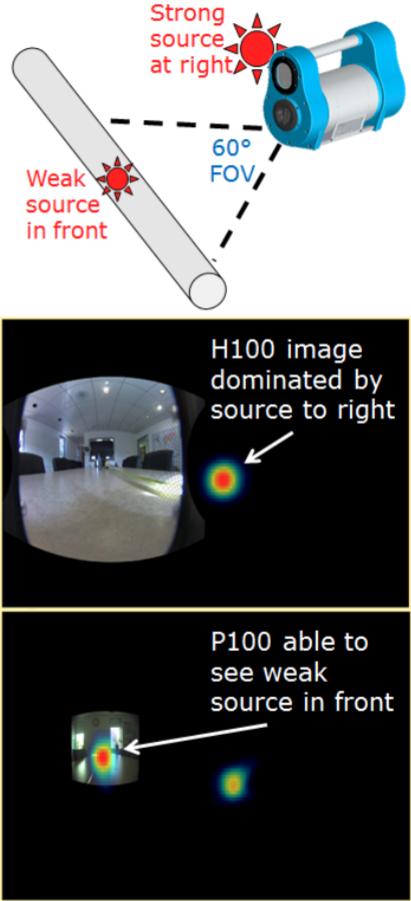 Strong
source
at right
60°
FOV
Weak
source
in front
H100 image
dominated by
source to right
P100 able to
see weak
source in front